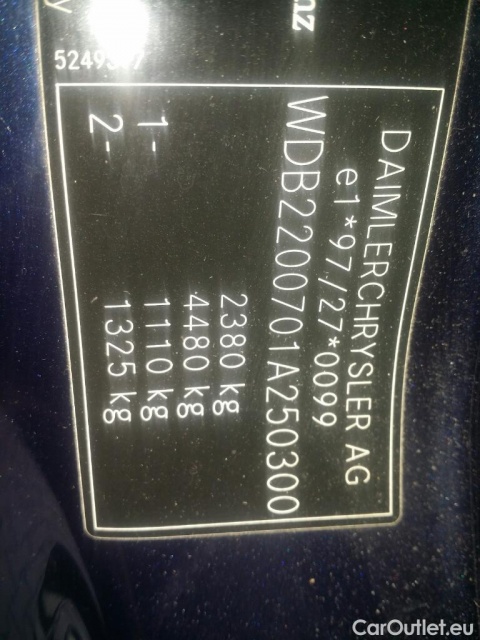 nz
DAIMLERCHRYSLER AG
e1*97/27*0099
WDB2200701A250300
2380 kg
4480 kg
1- 1110 kg
2- 1325 kg
CarOutlet.eu